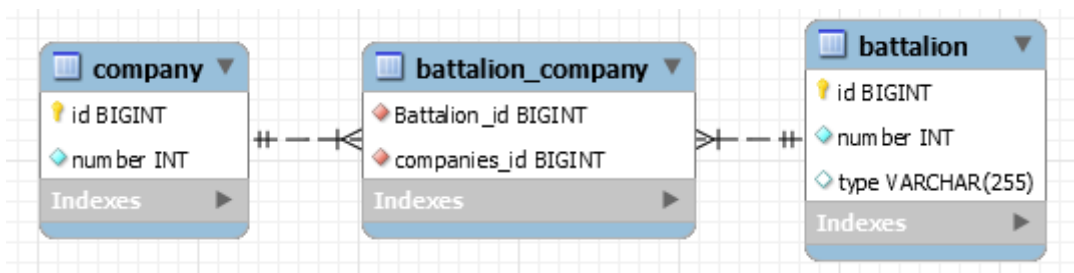 company
id BIGINT
number INT
Indexes
battalion_company
Battalion_id BIGINT
companies_id BIGINT
Indexes
battalion
id BIGINT
number INT
type VARCHAR(255)
Indexes